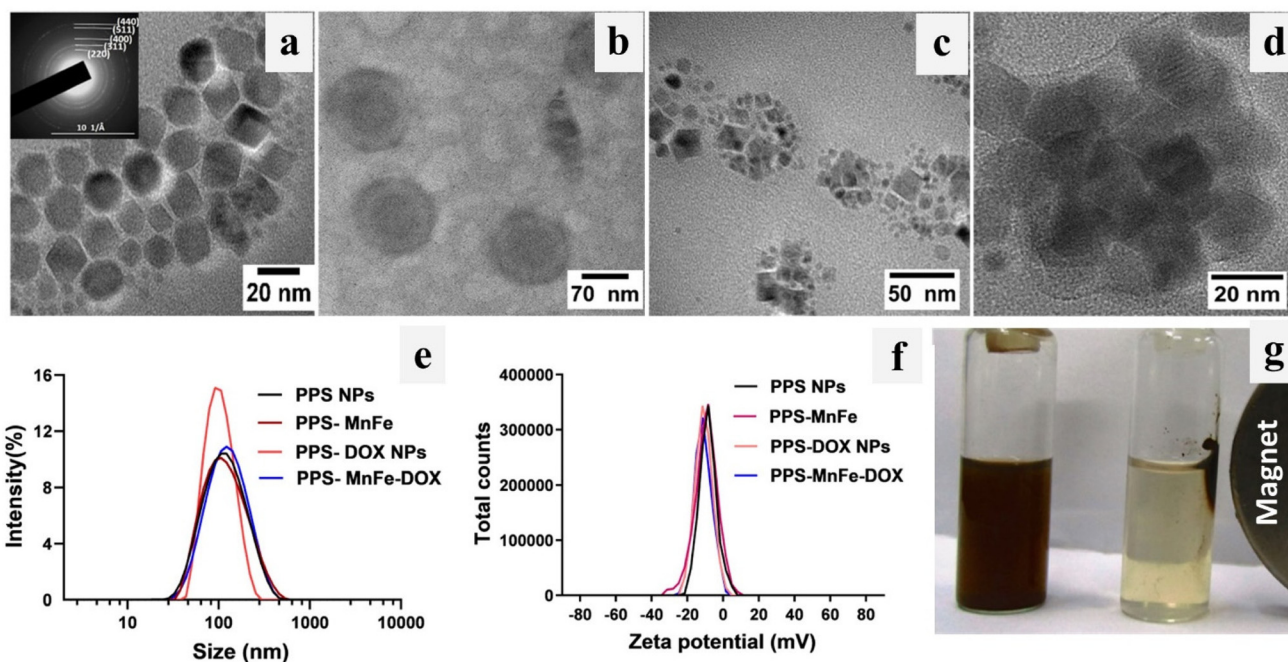 a
(440)
(511)
(400)
(311)
(220)
10 1/Å
20 nm
b
70 nm
c
50 nm
d
20 nm
e
16
12
8
4
0
Intensity(%)
10
100
1000
10000
Size (nm)
PPS NPs
PPS- MnFe
PPS- DOX NPs
PPS- MnFe-DOX
f
400000
300000
200000
100000
0
Total counts
-80 -60 -40 -20 0 20 40 60 80
Zeta potential (mV)
PPS NPs
PPS-MnFe
PPS-DOX NPs
PPS-MnFe-DOX
g
Magnet